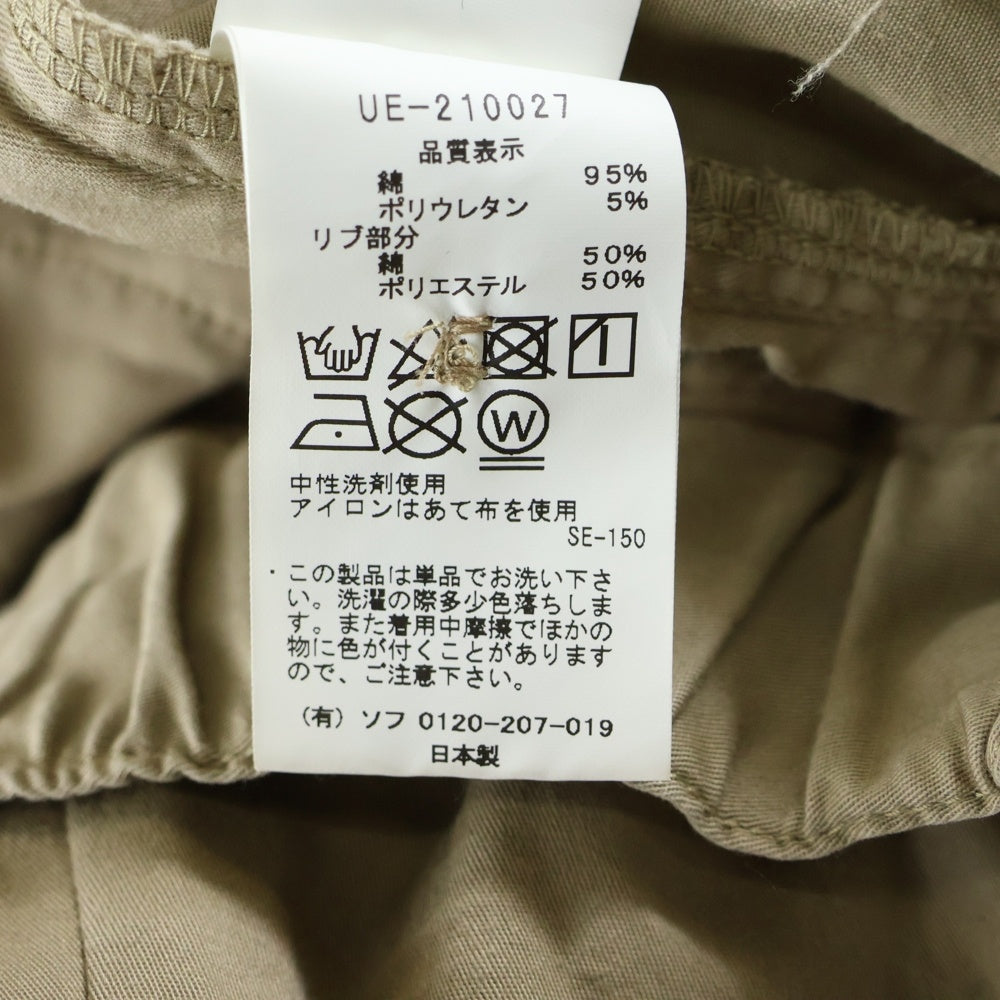 UE-210027
品質表示
綿 95%
ポリウレタン 5%
リブ部分
綿 50%
ポリエステル 50%
W
中性洗剤使用
アイロンはあて布を使用
SE-150
・この製品は単品でお洗い下さ
い。洗濯の際多少色落ちしま
す。また着用中摩擦でほかの
物に色が付くことがあります
ので、ご注意下さい。
(有) ソフ 0120-207-019
日本製